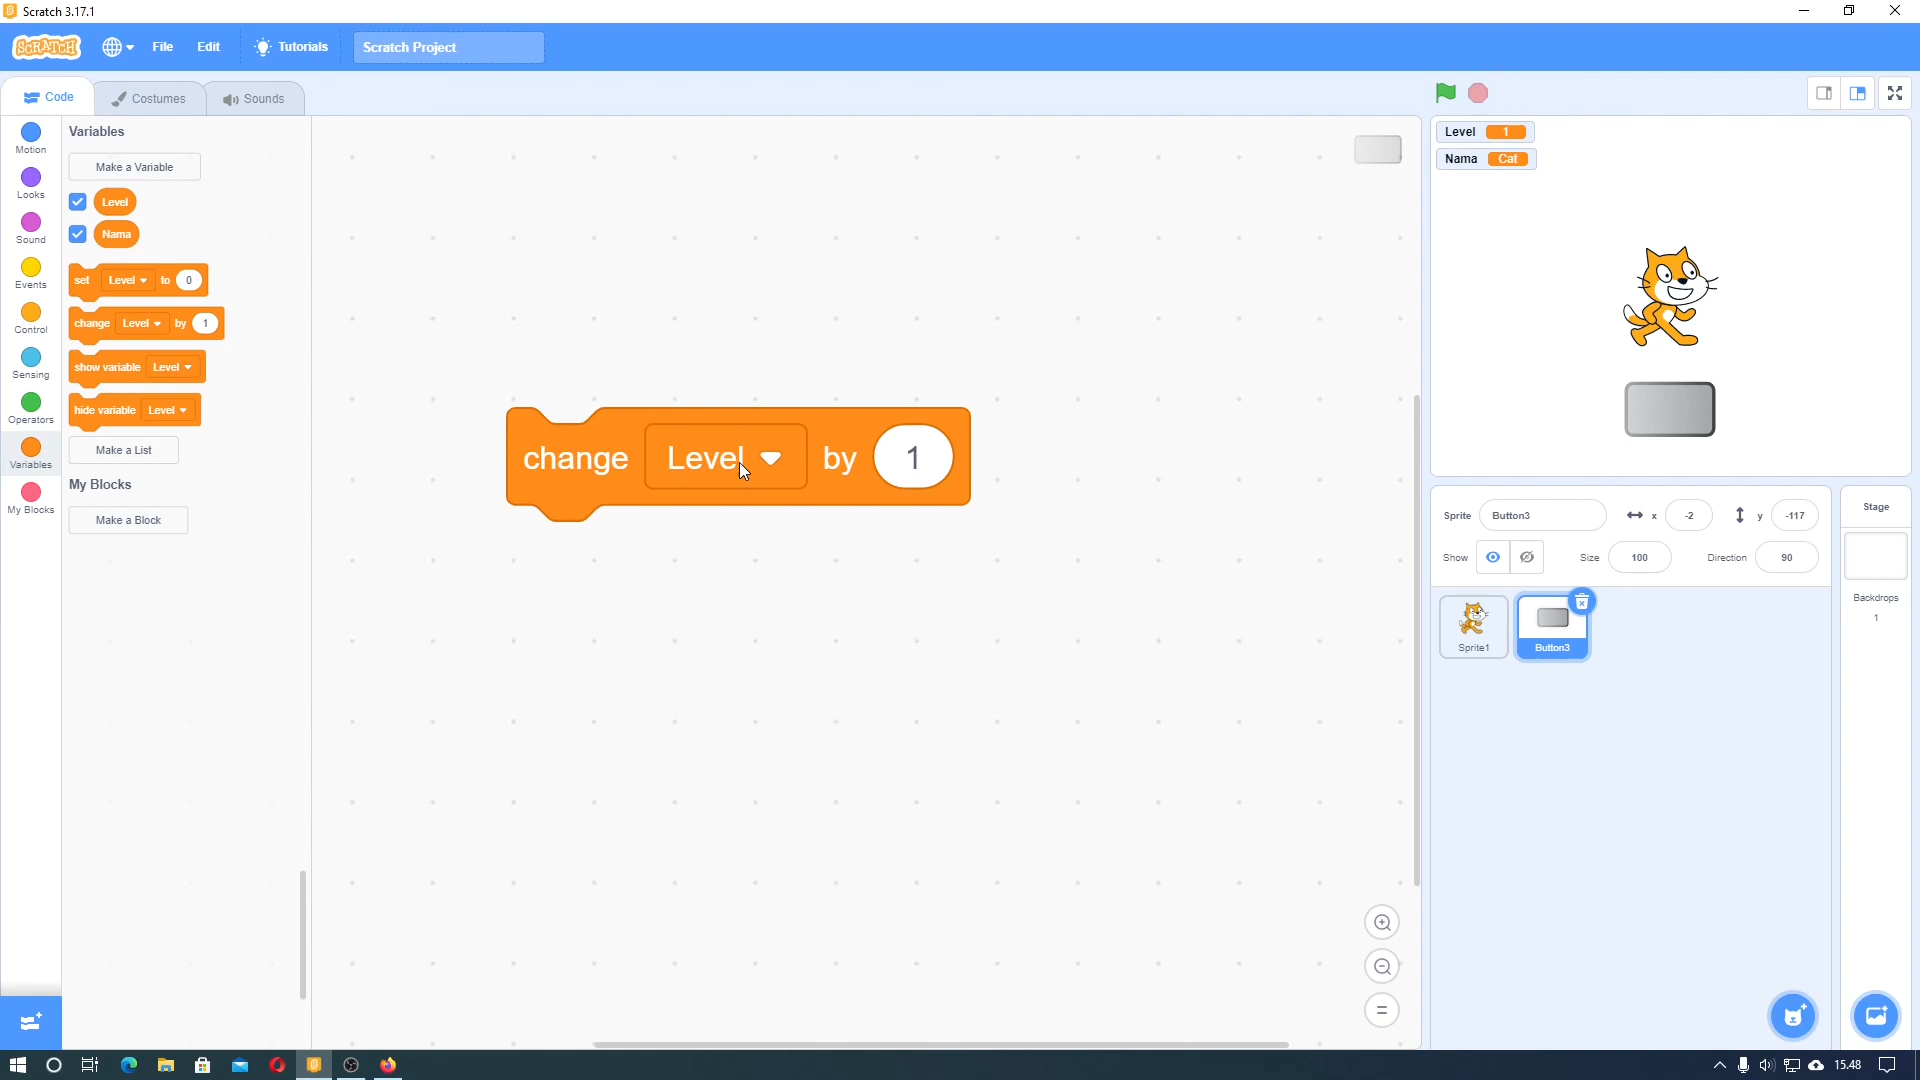 Scratch 3.17.1
SCRATCH File Edit Tutorials Scratch Project
Code Costumes Sounds
Motion
Looks
Sound
Events
Control
Sensing
Operators
Variables
My Blocks
Variables
Make a Variable
Level
Nama
set Level to 0
change Level by 1
show variable Level
hide variable Level
Make a List
My Blocks
Make a Block
change Level by 1
Level 1
Nama Cat
Sprite Button3 x -2 y -117
Show Size 100 Direction 90
Sprite1
Button3
Stage
Backdrops
1
15.48